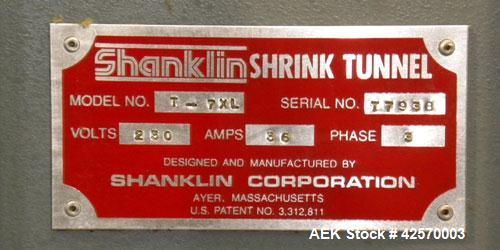 Shanklin SHRINK TUNNEL
MODEL NO. T-7XL SERIAL NO. T7938
VOLTS 230 AMPS 36 PHASE 3
DESIGNED AND MANUFACTURED BY
SHANKLIN CORPORATION
AYER, MASSACHUSETTS
U.S. PATENT NO. 3,312,811
AEK Stock # 42570003